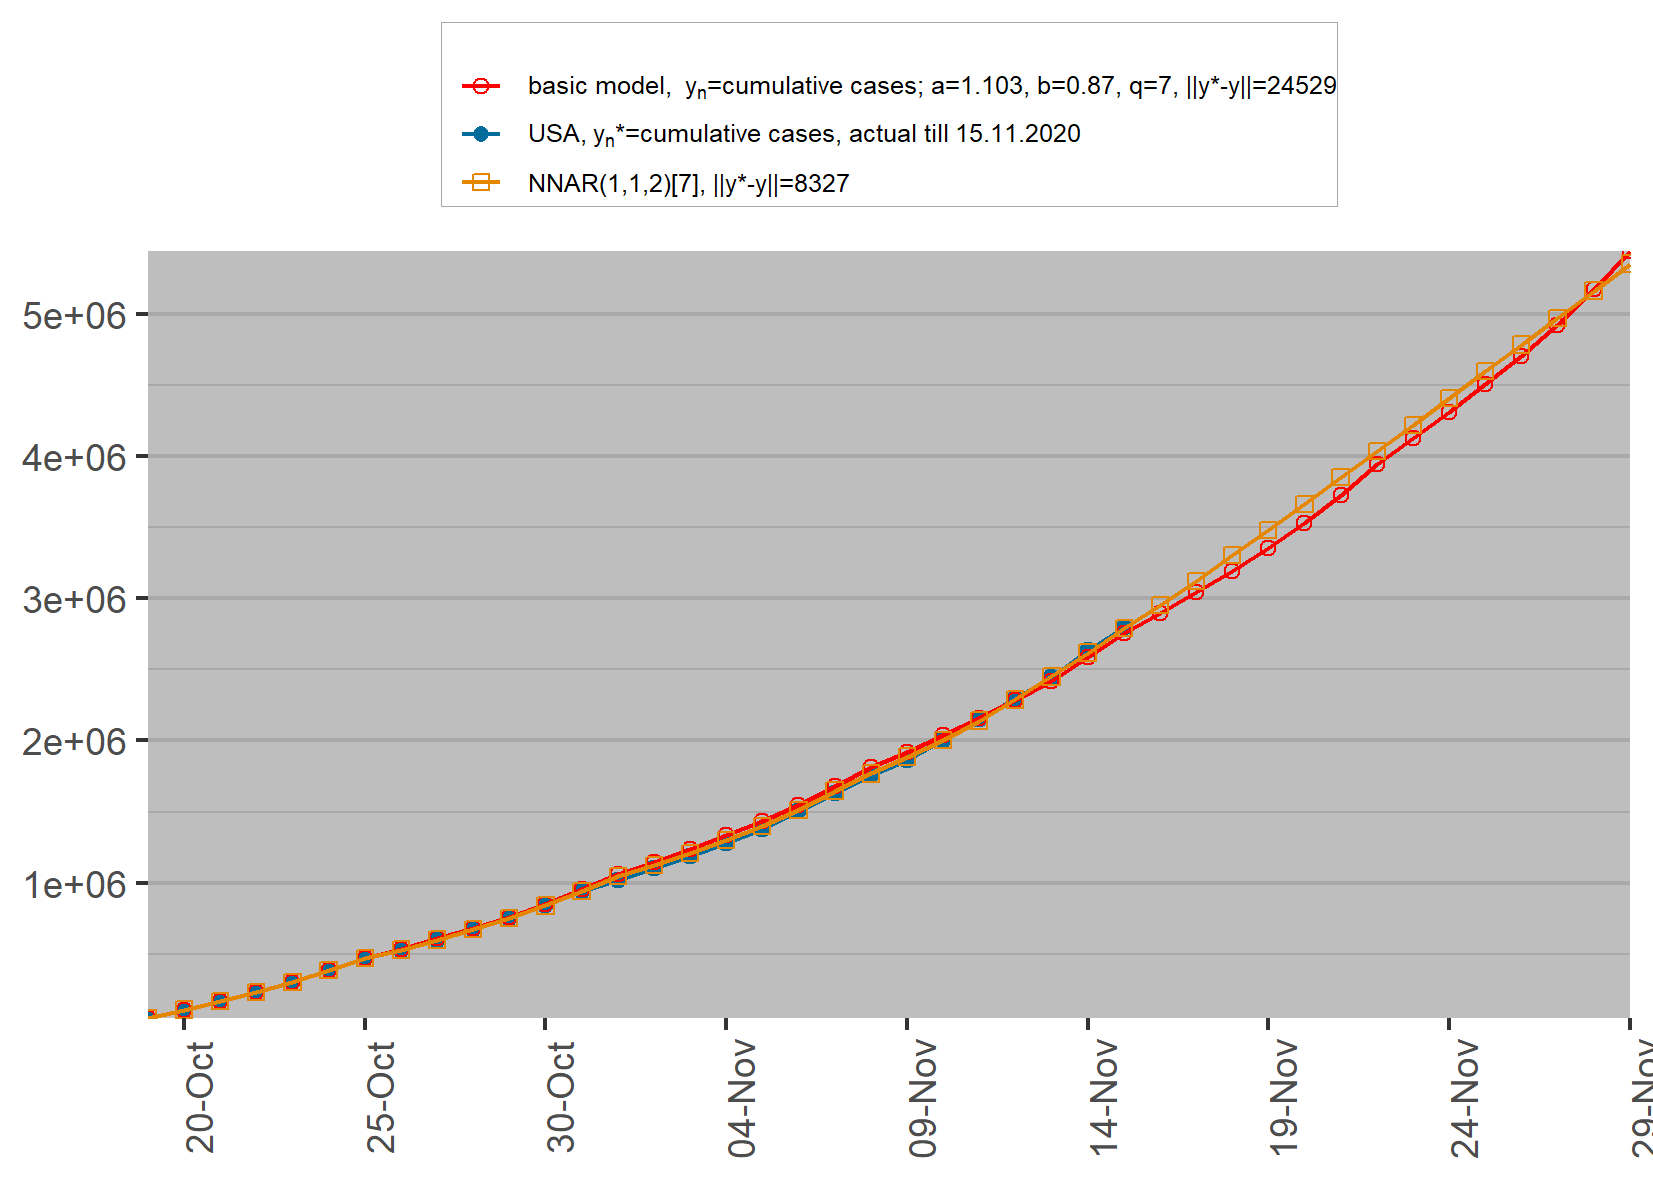 basic model, yn=cumulative cases; a=1.103, b=0.87, q=7, ||y*-y||=24529
USA, yn*=cumulative cases, actual till 15.11.2020
NNAR(1,1,2)[7], ||y*-y||=8327
5e+06
4e+06
3e+06
2e+06
1e+06
20-Oct
25-Oct
30-Oct
04-Nov
09-Nov
14-Nov
19-Nov
24-Nov
29-Nov